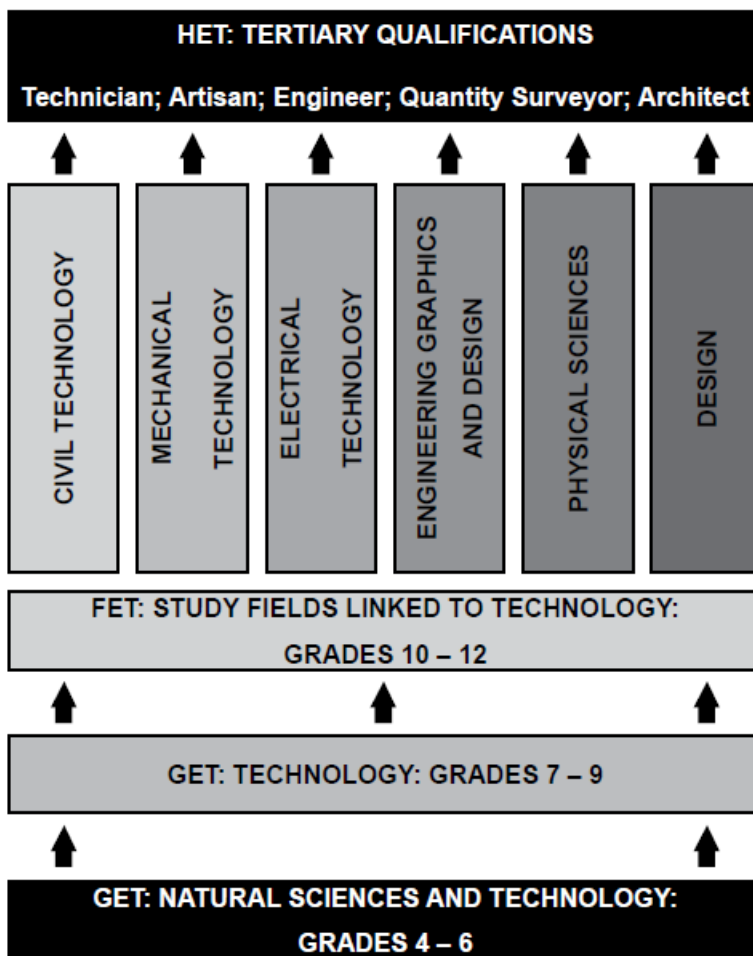 HET: TERTIARY QUALIFICATIONS
Technician; Artisan; Engineer; Quantity Surveyor; Architect
CIVIL TECHNOLOGY
MECHANICAL
TECHNOLOGY
ELECTRICAL
TECHNOLOGY
ENGINEERING GRAPHICS
AND DESIGN
PHYSICAL SCIENCES
DESIGN
FET: STUDY FIELDS LINKED TO TECHNOLOGY:
GRADES 10 – 12
GET: TECHNOLOGY: GRADES 7 – 9
GET: NATURAL SCIENCES AND TECHNOLOGY:
GRADES 4 – 6